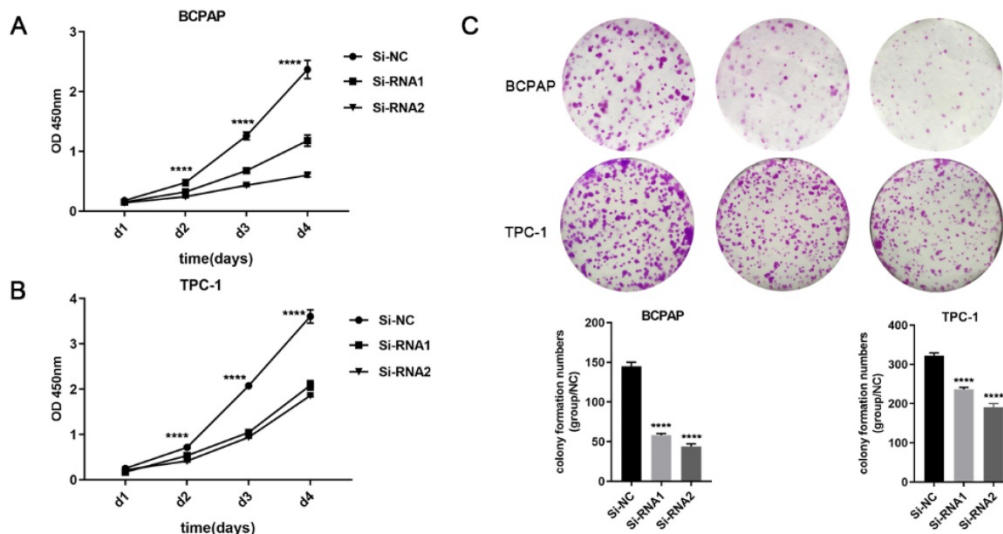 A
BCPAP
OD 450nm
3
2
1
0
****
****
****
d1
d2
d3
d4
time(days)
Si-NC
Si-RNA1
Si-RNA2
B
TPC-1
OD 450nm
4
3
2
1
0
****
****
****
d1
d2
d3
d4
time(days)
Si-NC
Si-RNA1
Si-RNA2
C
BCPAP
TPC-1
BCPAP
colony formation numbers
(group/NC)
200
150
100
50
0
****
****
Si-NC
Si-RNA1
Si-RNA2
TPC-1
colony formation numbers
(group/NC)
400
300
200
100
0
****
****
Si-NC
Si-RNA1
Si-RNA2